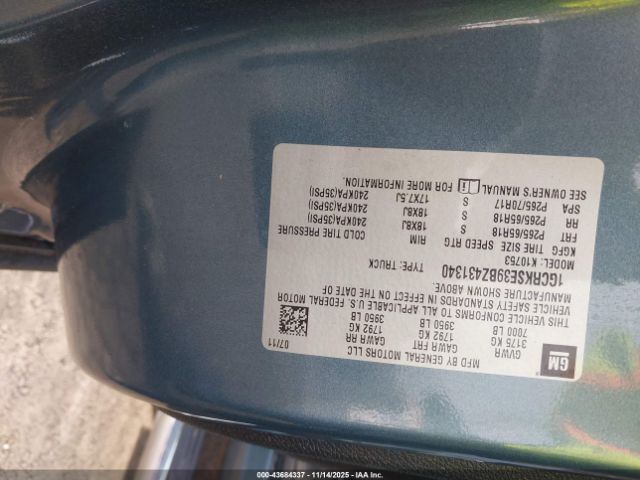 GM
MFD BY GENERAL MOTORS LLC
07/11
GVWR GAWR FRT GAWR RR
3175 KG 1792 KG 1792 KG
7000 LB 3950 LB 3950 LB
THIS VEHICLE CONFORMS TO ALL APPLICABLE U.S. FEDERAL MOTOR
VEHICLE SAFETY STANDARDS IN EFFECT ON THE DATE OF
MANUFACTURE SHOWN ABOVE.
1GCRKSE39BZ431340 TYPE: TRUCK
MODEL: K10753
TIRE SIZE SPEED RTG RIM COLD TIRE PRESSURE
KGFG
FRT P265/65R18 S 18X8J 240KPA(35PSI)
RR P265/65R18 S 18X8J 240KPA(35PSI)
SPA P265/70R17 S 17X7.5J 240KPA(35PSI)
SEE OWNER'S MANUAL FOR MORE INFORMATION.
000-43684337 - 11/14/2025 - IAA Inc.